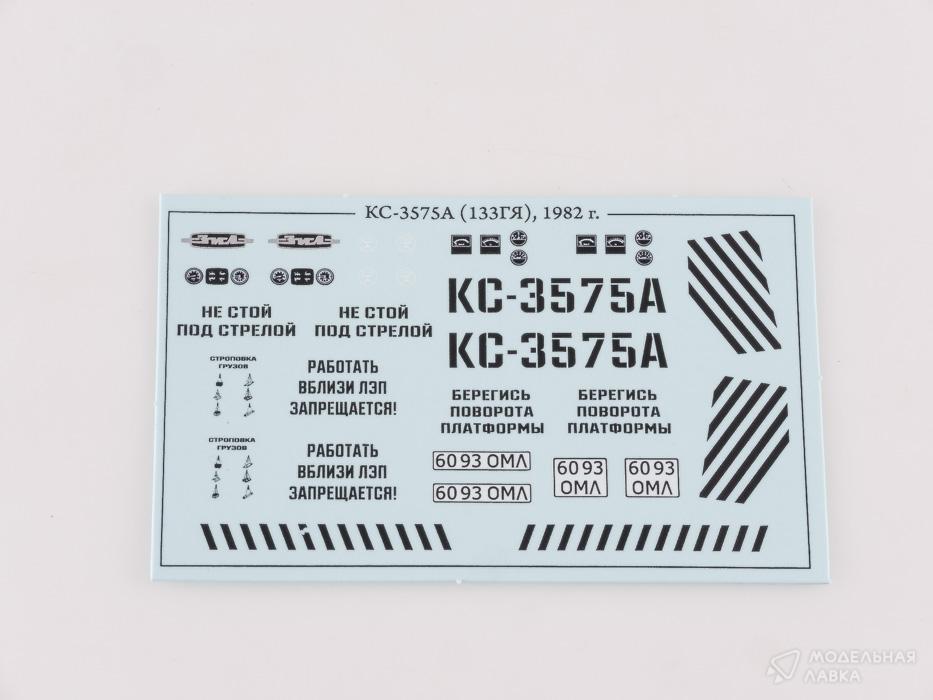 КС-3575А (133ГЯ), 1982 г.
ЗИЛ ЗИЛ
КС-3575А
КС-3575А
НЕ СТОЙ
ПОД СТРЕЛОЙ
НЕ СТОЙ
ПОД СТРЕЛОЙ
СТРОПОВКА
ГРУЗОВ
РАБОТАТЬ
ВБЛИЗИ ЛЭП
ЗАПРЕЩАЕТСЯ!
БЕРЕГИСЬ
ПОВОРОТА
ПЛАТФОРМЫ
БЕРЕГИСЬ
ПОВОРОТА
ПЛАТФОРМЫ
СТРОПОВКА
ГРУЗОВ
РАБОТАТЬ
ВБЛИЗИ ЛЭП
ЗАПРЕЩАЕТСЯ!
60 93 ОМЛ
60 93 ОМЛ
60 93
ОМЛ
60 93
ОМЛ
МОДЕЛЬНАЯ
ЛАВКА